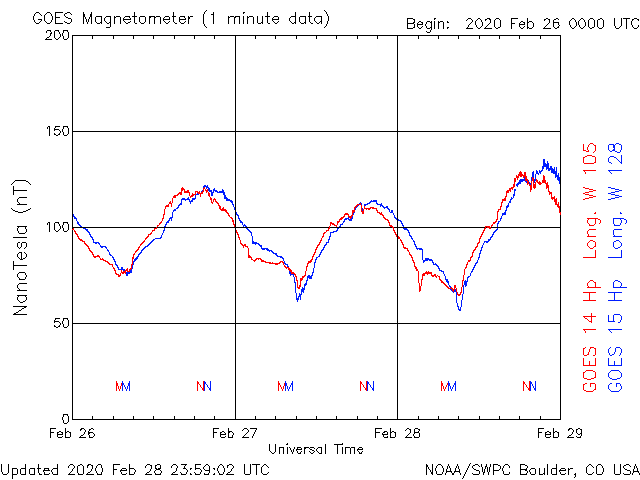 GOES Magnetometer (1 minute data)
Begin: 2020 Feb 26 0000 UTC
200
150
100
50
0
NanoTesla (nT)
M M
N N
M M
N N
M M
N N
Feb 26
Feb 27
Feb 28
Feb 29
Universal Time
GOES 14 Hp Long. W 105
GOES 15 Hp Long. W 128
Updated 2020 Feb 28 23:59:02 UTC
NOAA/SWPC Boulder, CO USA